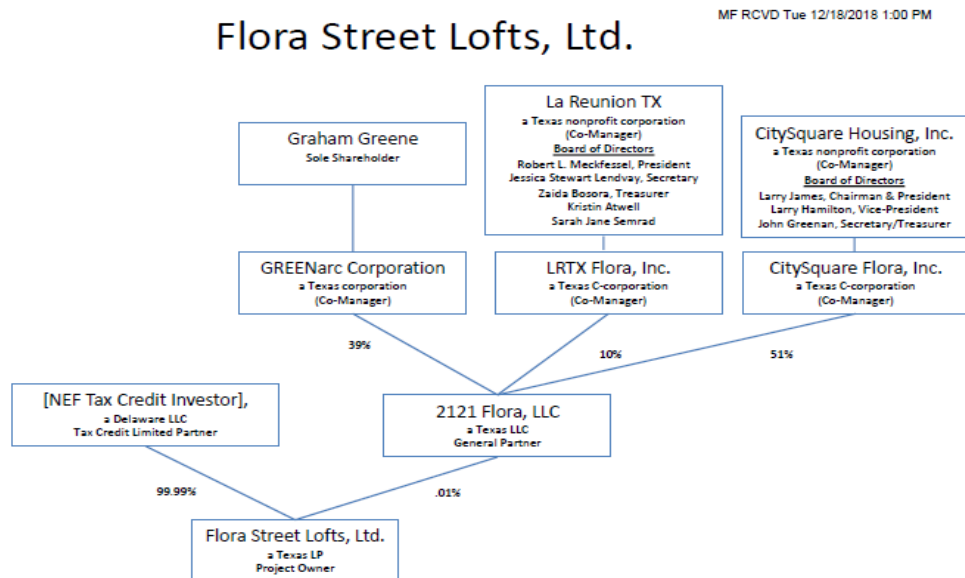 MF RCVD Tue 12/18/2018 1:00 PM
Flora Street Lofts, Ltd.
Graham Greene
Sole Shareholder
La Reunion TX
a Texas nonprofit corporation
(Co-Manager)
Board of Directors
Robert L. Meckfessel, President
Jessica Stewart Lendvay, Secretary
Zaida Bosora, Treasurer
Kristin Atwell
Sarah Jane Semrad
CitySquare Housing, Inc.
a Texas nonprofit corporation
(Co-Manager)
Board of Directors
Larry James, Chairman & President
Larry Hamilton, Vice-President
John Greenan, Secretary/Treasurer
GREENarc Corporation
a Texas corporation
(Co-Manager)
LRTX Flora, Inc.
a Texas C-corporation
(Co-Manager)
CitySquare Flora, Inc.
a Texas C-corporation
(Co-Manager)
39%
10%
51%
[NEF Tax Credit Investor],
a Delaware LLC
Tax Credit Limited Partner
2121 Flora, LLC
a Texas LLC
General Partner
99.99%
.01%
Flora Street Lofts, Ltd.
a Texas LP
Project Owner